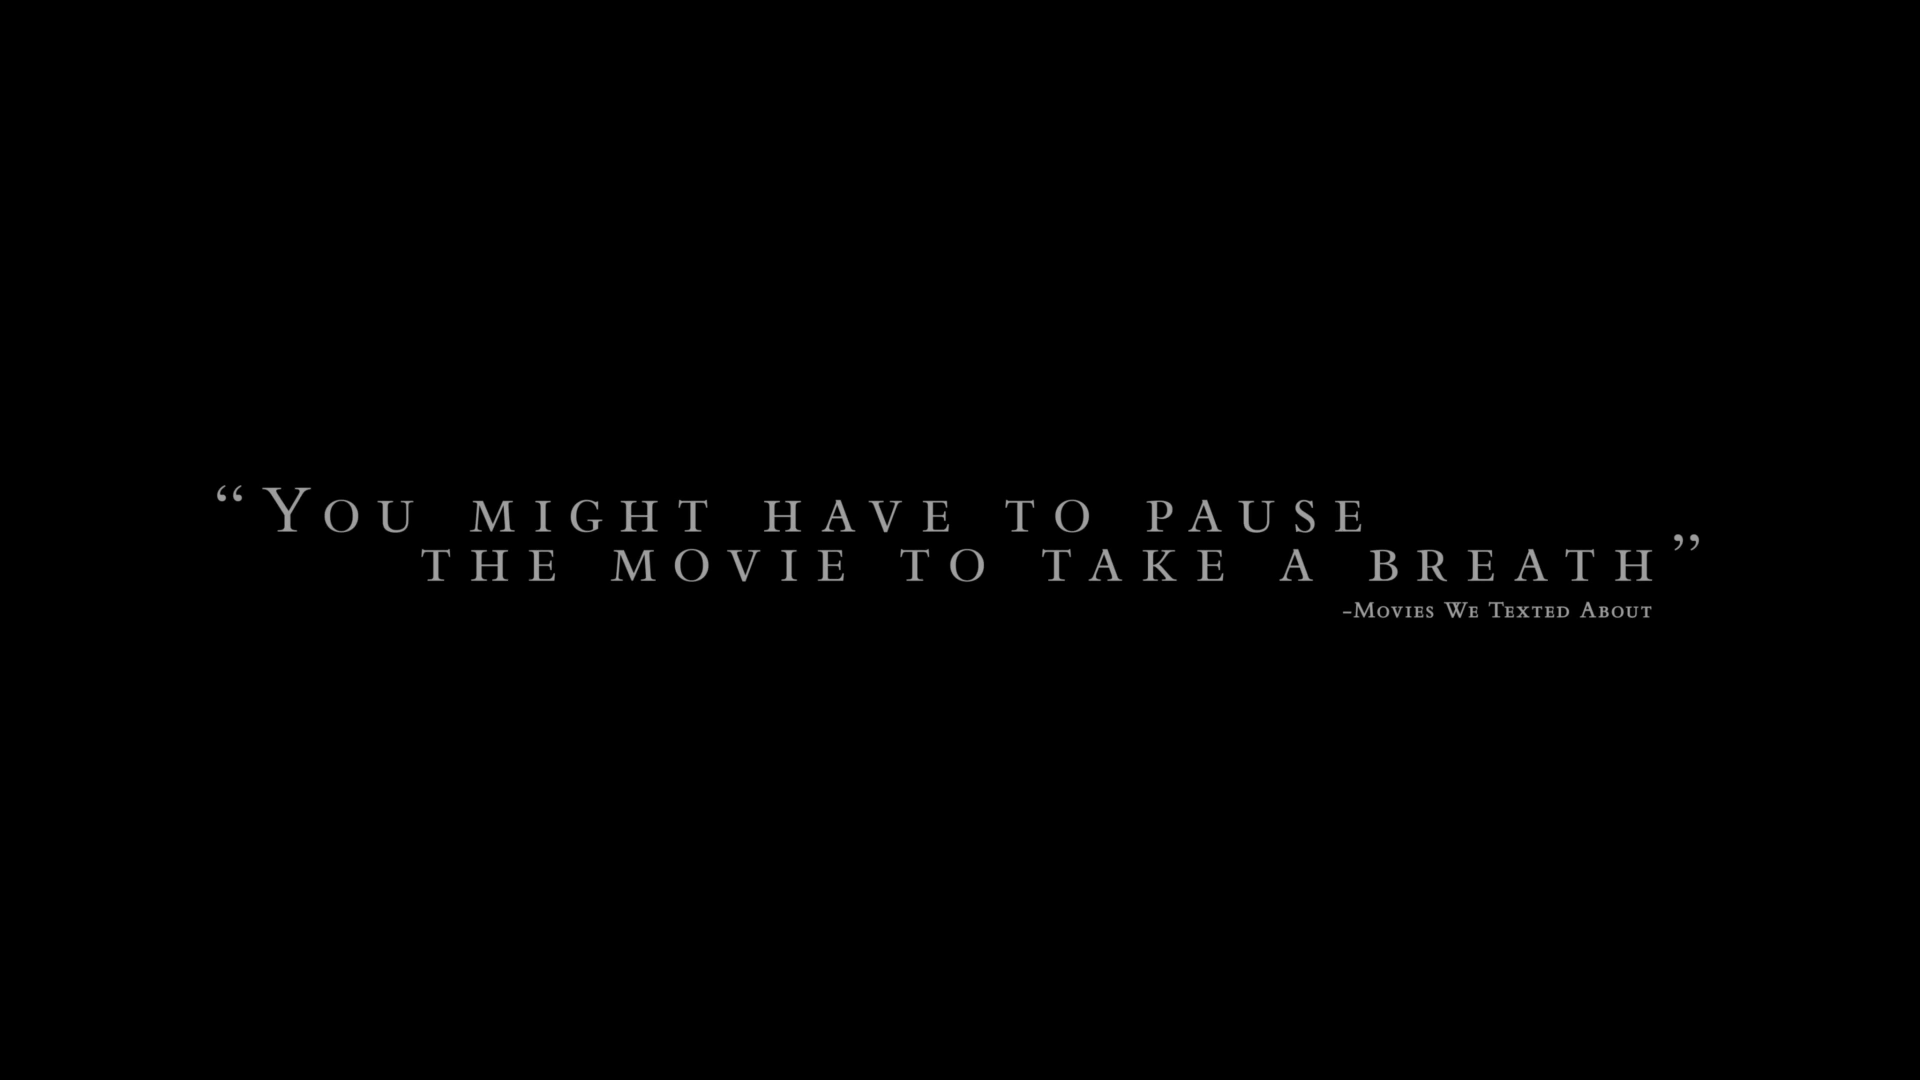 “You might have to pause
the movie to take a breath”
–Movies We Texted About